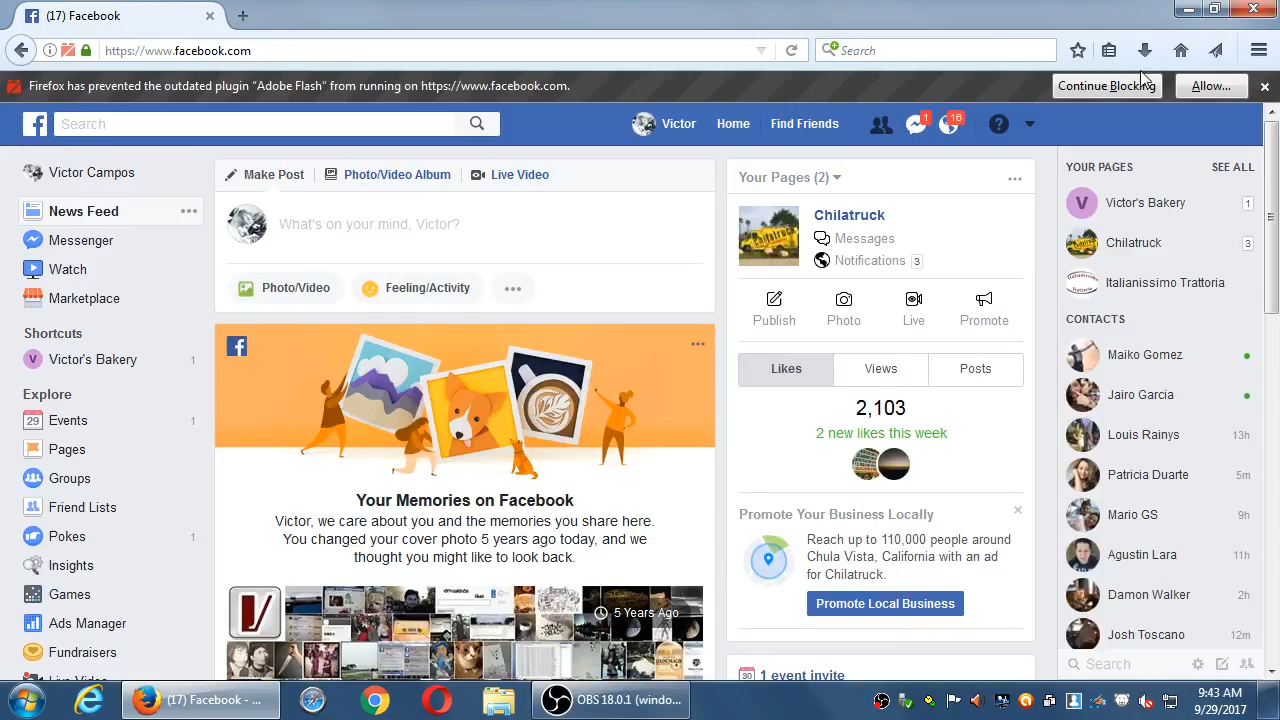 (17) Facebook
https://www.facebook.com
Search
Firefox has prevented the outdated plugin “Adobe Flash” from running on https://www.facebook.com.
Continue Blocking
Allow...
Search
Victor
Home
Find Friends
1
16
Victor Campos
News Feed
Messenger
Watch
Marketplace
Shortcuts
V Victor's Bakery 1
Explore
29 Events 1
Pages
Groups
Friend Lists
Pokes 1
Insights
Games
Ads Manager
Fundraisers
Make Post
Photo/Video Album
Live Video
What's on your mind, Victor?
Photo/Video
Feeling/Activity
Your Memories on Facebook
Victor, we care about you and the memories you share here.
You changed your cover photo 5 years ago today, and we
thought you might like to look back.
5 Years Ago
Your Pages (2)
Chilatruck
Messages
Notifications 3
Publish
Photo
Live
Promote
Likes
Views
Posts
2,103
2 new likes this week
Promote Your Business Locally
Reach up to 110,000 people around
Chula Vista, California with an ad
for Chilatruck.
Promote Local Business
30 1 event invite
YOUR PAGES SEE ALL
V Victor's Bakery 1
Chilatruck 3
Italianissimo Trattoria
CONTACTS
Maiko Gomez
Jairo Garcia
Louis Rainys 13h
Patricia Duarte 5m
Mario GS 9h
Agustin Lara 11h
Damon Walker 2h
Josh Toscano 12m
Search
(17) Facebook - ...
OBS 18.0.1 (windo...
9:43 AM
9/29/2017